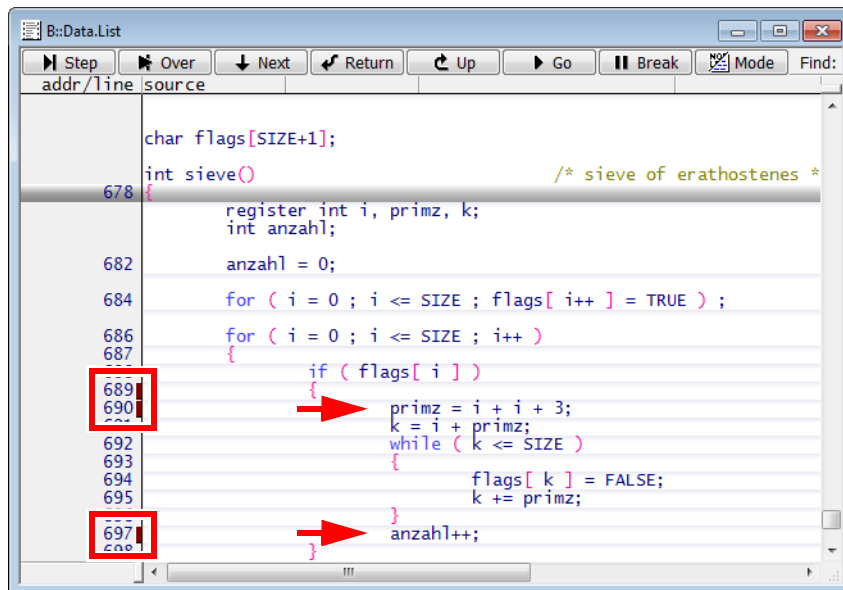 B::Data.List
Step Over Next Return Up Go Break Mode Find:
addr/line source
char flags[SIZE+1];
int sieve() /* sieve of erathostenes *
678 {
register int i, primz, k;
int anzahl;
682 anzahl = 0;
684 for ( i = 0 ; i <= SIZE ; flags[ i++ ] = TRUE ) ;
686 for ( i = 0 ; i <= SIZE ; i++ )
687 {
if ( flags[ i ] )
689 {
690 primz = i + i + 3;
k = i + primz;
692 while ( k <= SIZE )
693 {
694 flags[ k ] = FALSE;
695 k += primz;
}
697 anzahl++;
698 }